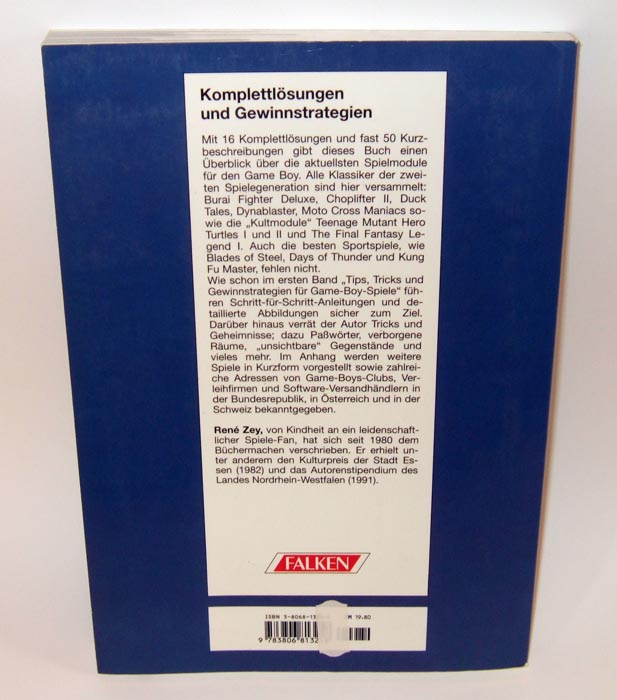 Komplettlösungen
und Gewinnstrategien
Mit 16 Komplettlösungen und fast 50 Kurz-
beschreibungen gibt dieses Buch einen
Überblick über die aktuellsten Spielmodule
für den Game Boy. Alle Klassiker der zwei-
ten Spielegeneration sind hier versammelt:
Burai Fighter Deluxe, Choplifter II, Duck
Tales, Dynablaster, Moto Cross Maniacs so-
wie die „Kultmodule" Teenage Mutant Hero
Turtles I und II und The Final Fantasy Le-
gend I. Auch die besten Sportspiele, wie
Blades of Steel, Days of Thunder und Kung
Fu Master, fehlen nicht.
Wie schon im ersten Band „Tips, Tricks und
Gewinnstrategien für Game-Boy-Spiele" füh-
ren Schritt-für-Schritt-Anleitungen und de-
taillierte Abbildungen sicher zum Ziel.
Darüber hinaus verrät der Autor Tricks und
Geheimnisse; dazu Paßwörter, verborgene
Räume, „unsichtbare" Gegenstände und
vieles mehr. Im Anhang werden weitere
Spiele in Kurzform vorgestellt sowie zahlrei-
che Adressen von Game-Boys-Clubs, Ver-
leihfirmen und Software-Versandhändlern in
der Bundesrepublik, in Österreich und in der
Schweiz bekanntgegeben.
René Zey, von Kindheit an ein leidenschaft-
licher Spiele-Fan, hat sich seit 1980 dem
Büchermachen verschrieben. Er erhielt un-
ter anderem den Kulturpreis der Stadt Es-
sen (1982) und das Autorenstipendium des
Landes Nordrhein-Westfalen (1991).
FALKEN
ISBN 3-8068-13 M 19.80
9 783806 8132